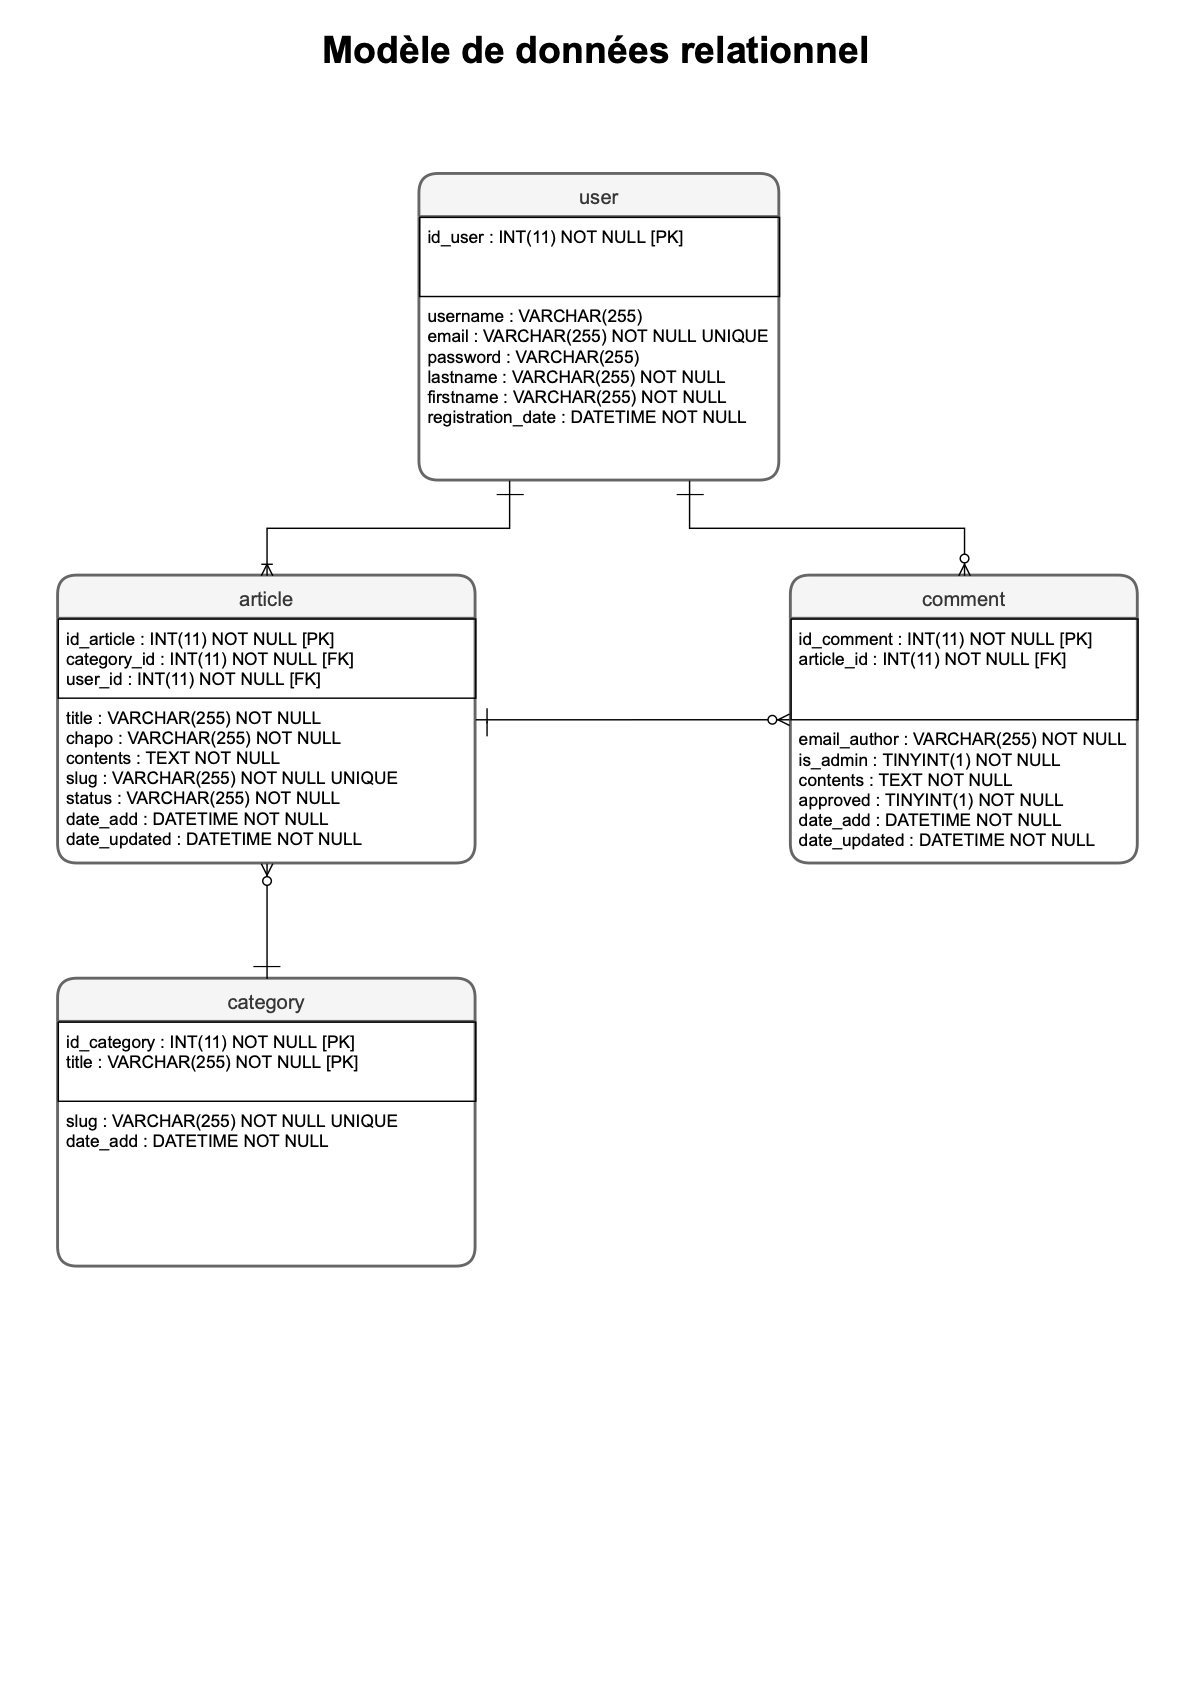 Modèle de données relationnel
user
id_user : INT(11) NOT NULL [PK]
username : VARCHAR(255)
email : VARCHAR(255) NOT NULL UNIQUE
password : VARCHAR(255)
lastname : VARCHAR(255) NOT NULL
firstname : VARCHAR(255) NOT NULL
registration_date : DATETIME NOT NULL
article
id_article : INT(11) NOT NULL [PK]
category_id : INT(11) NOT NULL [FK]
user_id : INT(11) NOT NULL [FK]
title : VARCHAR(255) NOT NULL
chapo : VARCHAR(255) NOT NULL
contents : TEXT NOT NULL
slug : VARCHAR(255) NOT NULL UNIQUE
status : VARCHAR(255) NOT NULL
date_add : DATETIME NOT NULL
date_updated : DATETIME NOT NULL
comment
id_comment : INT(11) NOT NULL [PK]
article_id : INT(11) NOT NULL [FK]
email_author : VARCHAR(255) NOT NULL
is_admin : TINYINT(1) NOT NULL
contents : TEXT NOT NULL
approved : TINYINT(1) NOT NULL
date_add : DATETIME NOT NULL
date_updated : DATETIME NOT NULL
category
id_category : INT(11) NOT NULL [PK]
title : VARCHAR(255) NOT NULL [PK]
slug : VARCHAR(255) NOT NULL UNIQUE
date_add : DATETIME NOT NULL